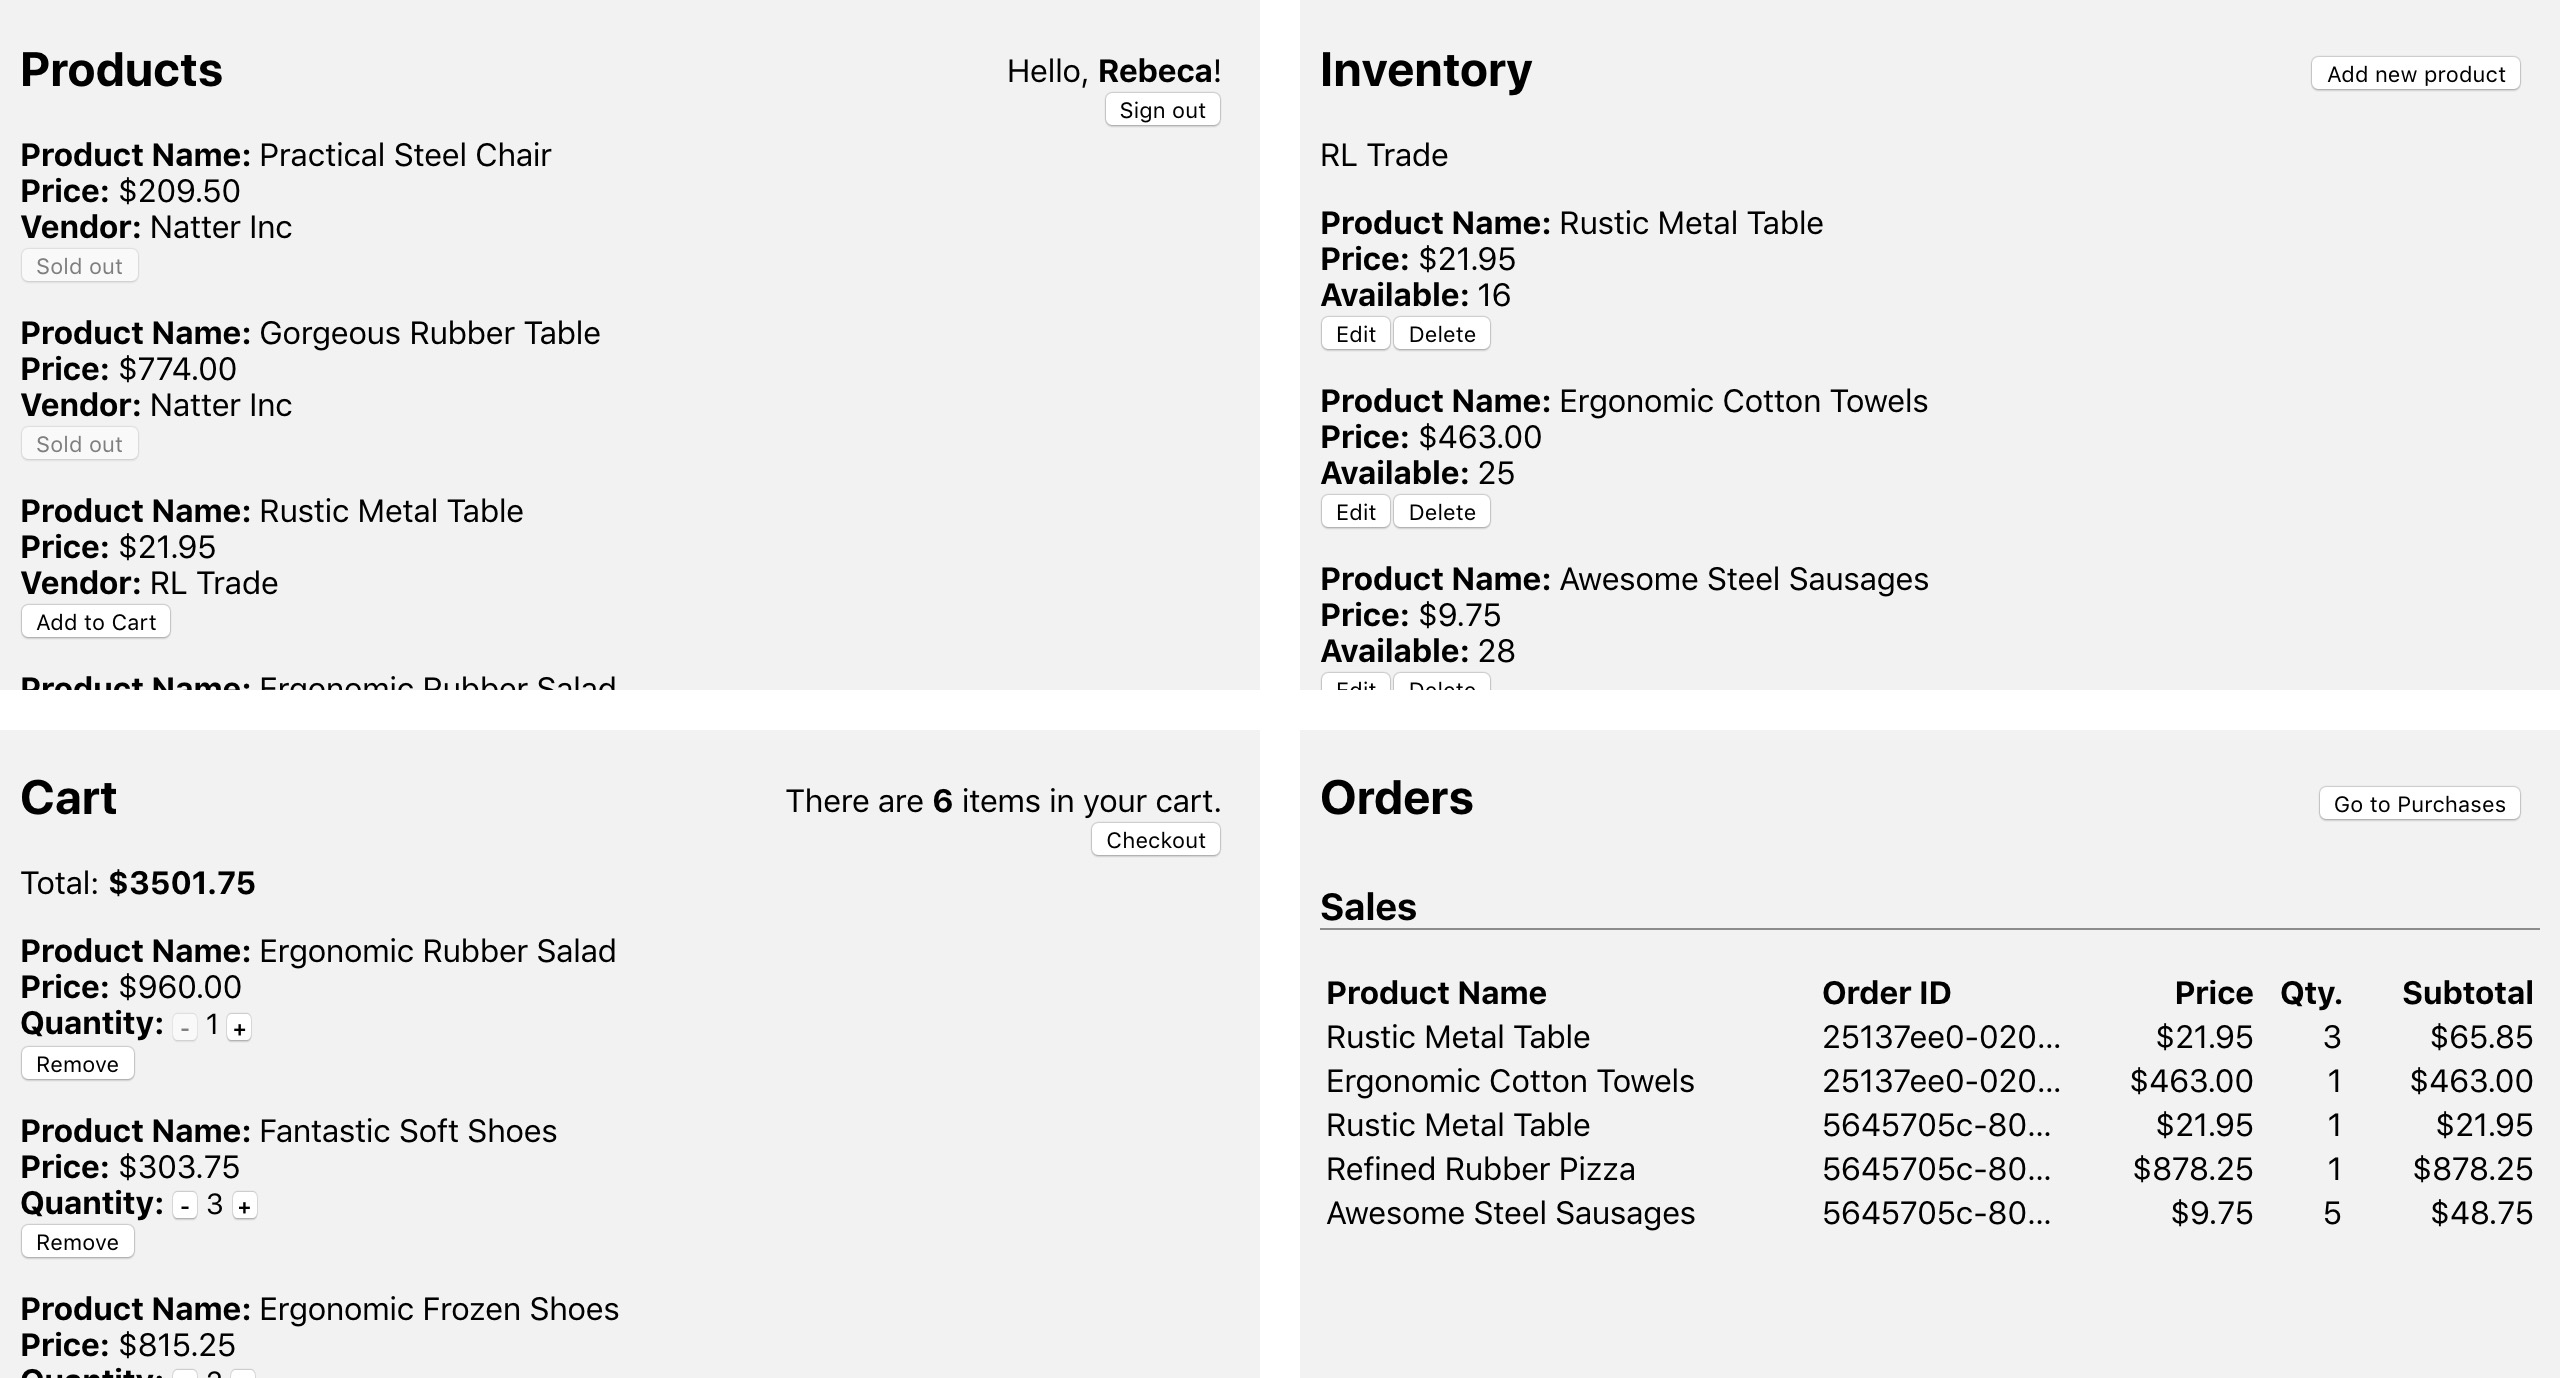 Products
Hello, Rebeca!
Sign out
Product Name: Practical Steel Chair
Price: $209.50
Vendor: Natter Inc
Sold out
Product Name: Gorgeous Rubber Table
Price: $774.00
Vendor: Natter Inc
Sold out
Product Name: Rustic Metal Table
Price: $21.95
Vendor: RL Trade
Add to Cart
Product Name: Ergonomic Rubber Salad
Inventory
Add new product
RL Trade
Product Name: Rustic Metal Table
Price: $21.95
Available: 16
Edit Delete
Product Name: Ergonomic Cotton Towels
Price: $463.00
Available: 25
Edit Delete
Product Name: Awesome Steel Sausages
Price: $9.75
Available: 28
Edit Delete
Cart
There are 6 items in your cart.
Checkout
Total: $3501.75
Product Name: Ergonomic Rubber Salad
Price: $960.00
Quantity: - 1 +
Remove
Product Name: Fantastic Soft Shoes
Price: $303.75
Quantity: - 3 +
Remove
Product Name: Ergonomic Frozen Shoes
Price: $815.25
Quantity:
Orders
Go to Purchases
Sales
Product Name Order ID Price Qty. Subtotal
Rustic Metal Table 25137ee0-020... $21.95 3 $65.85
Ergonomic Cotton Towels 25137ee0-020... $463.00 1 $463.00
Rustic Metal Table 5645705c-80... $21.95 1 $21.95
Refined Rubber Pizza 5645705c-80... $878.25 1 $878.25
Awesome Steel Sausages 5645705c-80... $9.75 5 $48.75